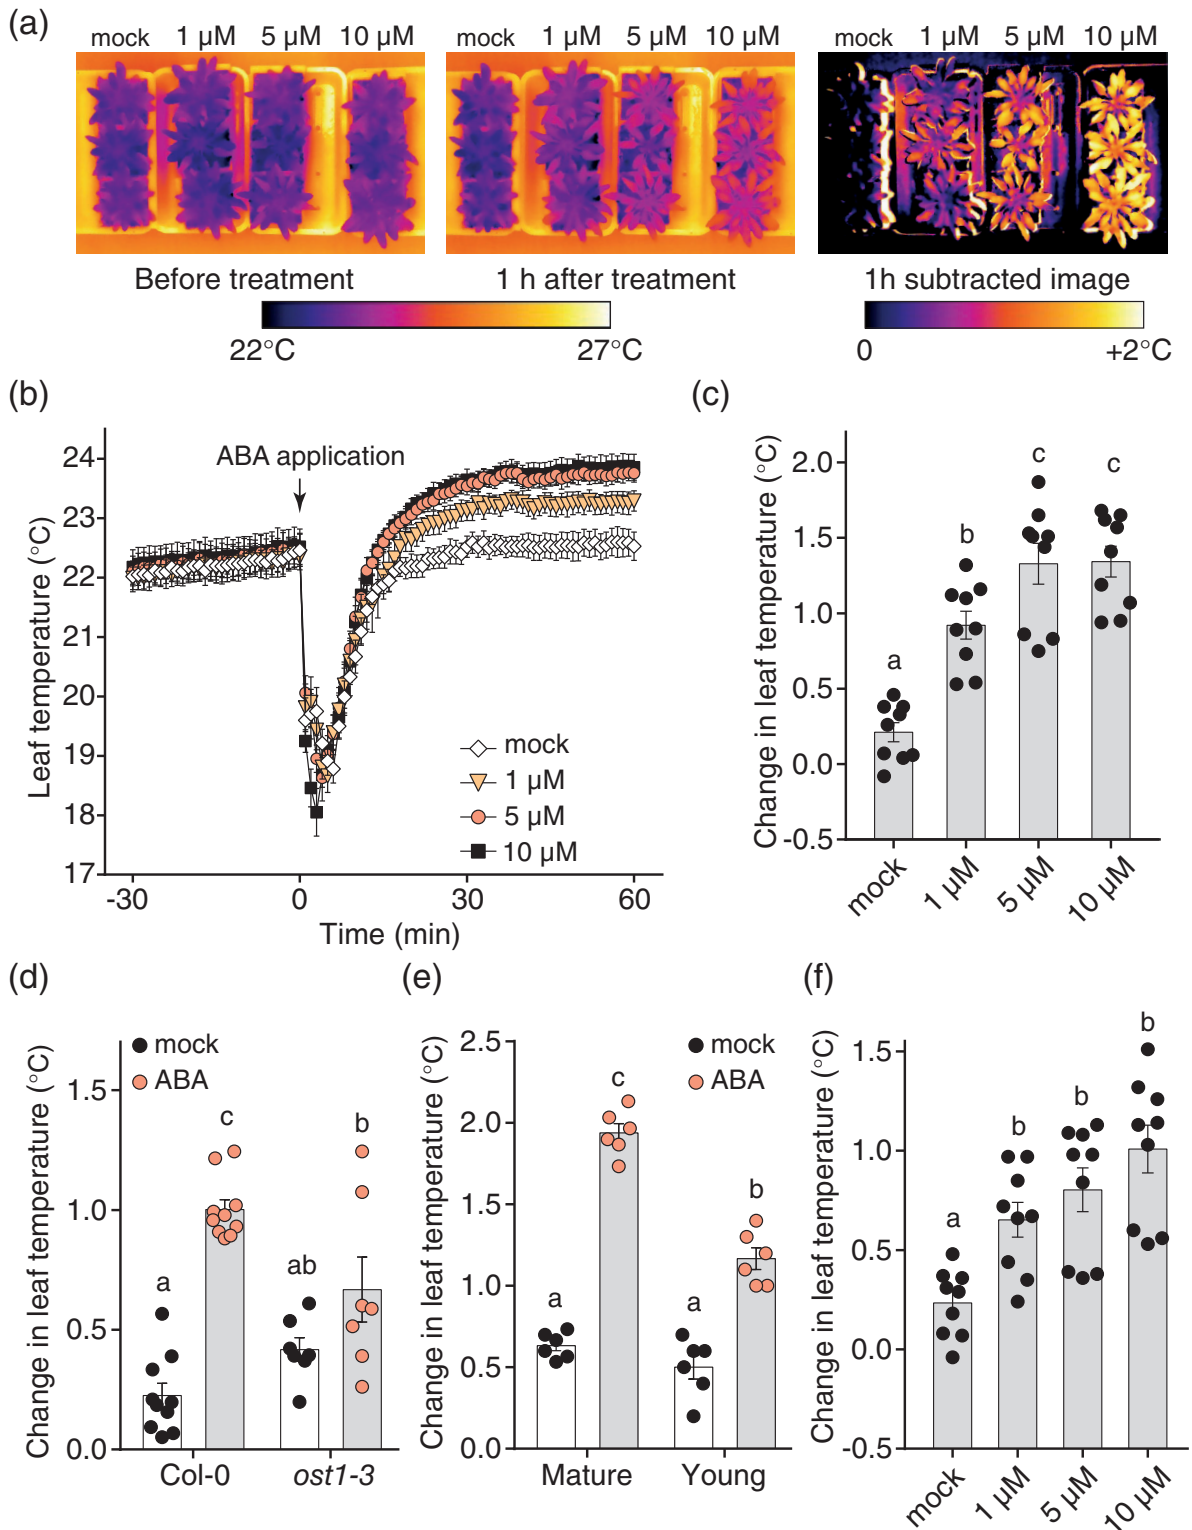 (a)
mock 1 µM 5 µM 10 µM
mock 1 µM 5 µM 10 µM
mock 1 µM 5 µM 10 µM
Before treatment
1 h after treatment
1h subtracted image
22°C
27°C
0
+2°C
(b)
ABA application
Leaf temperature (°C)
24
23
22
21
20
19
18
17
-30
0
30
60
Time (min)
mock
1 µM
5 µM
10 µM
(c)
Change in leaf temperature (°C)
2.0
1.5
1.0
0.5
0.0
-0.5
a
b
c
c
mock
1 µM
5 µM
10 µM
(d)
mock
ABA
Change in leaf temperature (°C)
1.5
1.0
0.5
0.0
a
c
ab
b
Col-0
ost1-3
(e)
mock
ABA
Change in leaf temperature (°C)
2.5
2.0
1.5
1.0
0.5
0.0
a
c
a
b
Mature
Young
(f)
Change in leaf temperature (°C)
1.5
1.0
0.5
0.0
-0.5
a
b
b
b
mock
1 µM
5 µM
10 µM